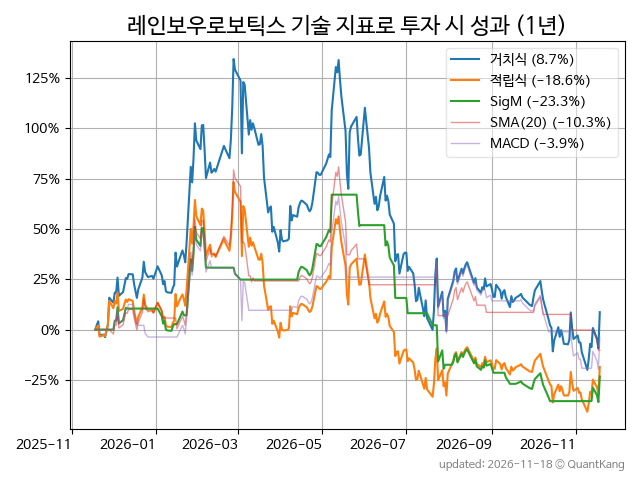 레인보우로보틱스 기술 지표로 투자 시 성과 (1년)
거치식 (8.7%)
적립식 (−18.6%)
SigM (−23.3%)
SMA(20) (−10.3%)
MACD (−3.9%)
125%
100%
75%
50%
25%
0%
−25%
2025-11 2026-01 2026-03 2026-05 2026-07 2026-09 2026-11
updated: 2026-11-18 © QuantKang